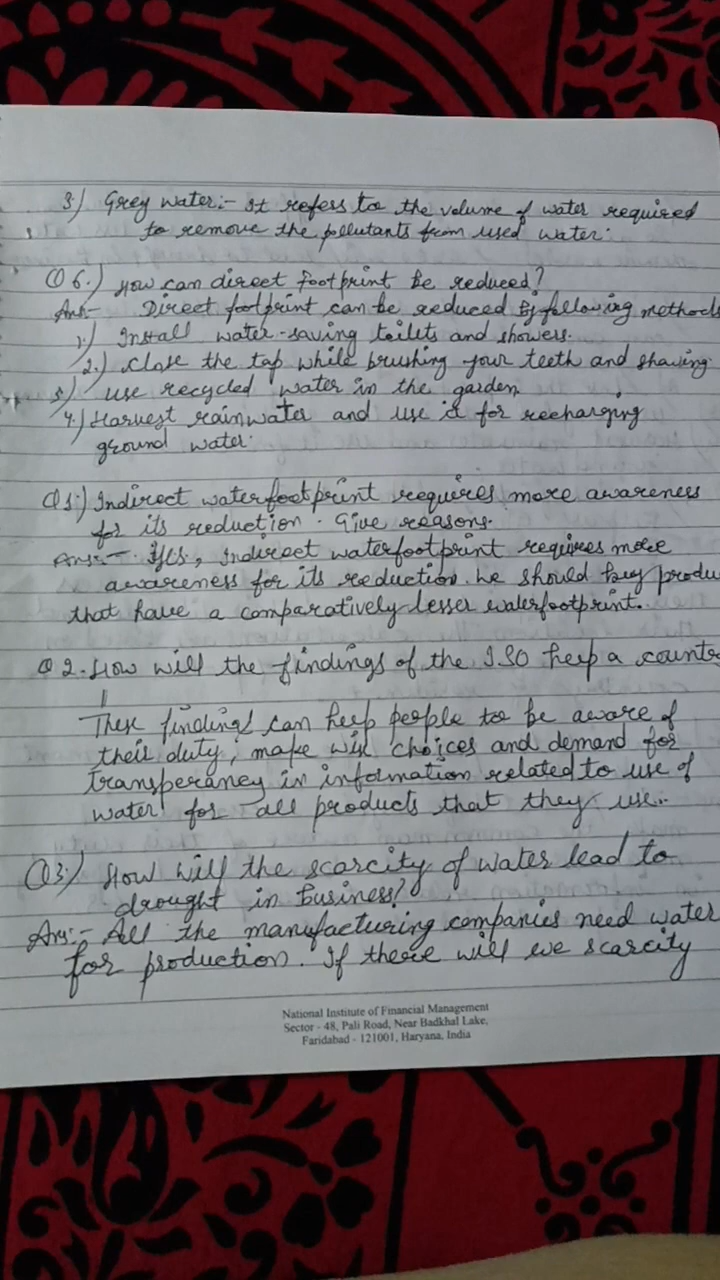 3) Grey water:- It refers to the volume of water required
to remove the pollutants from used water.
Q 6.) How can direct footprint be reduced?
Ans- Direct footprint can be reduced by following methods
1.) Install water-saving toilets and showers.
2.) Close the tap while brushing your teeth and shaving.
3) use recycled water in the garden
4.) Harvest rainwater and use it for recharging
ground water.
Indirect waterfootprint requires more awareness
for its reduction. Give reasons.
Ans:- Yes, Indirect waterfootprint requires more
awareness for its reduction. We should buy produ
that have a comparatively lesser waterfootprint.
Q 2. How will the findings of the ISO help a country
These findings can help people to be aware of
their duty, make wise choices and demand for
transperancy in information related to use of
water for all products that they use..
Q3.) How will the scarcity of water lead to
drought in business?
Ans:- All the manufacturing companies need water
for production. If there will we scarcity
National Institute of Financial Management
Sector - 48, Pali Road, Near Badkhal Lake,
Faridabad - 121001, Haryana, India